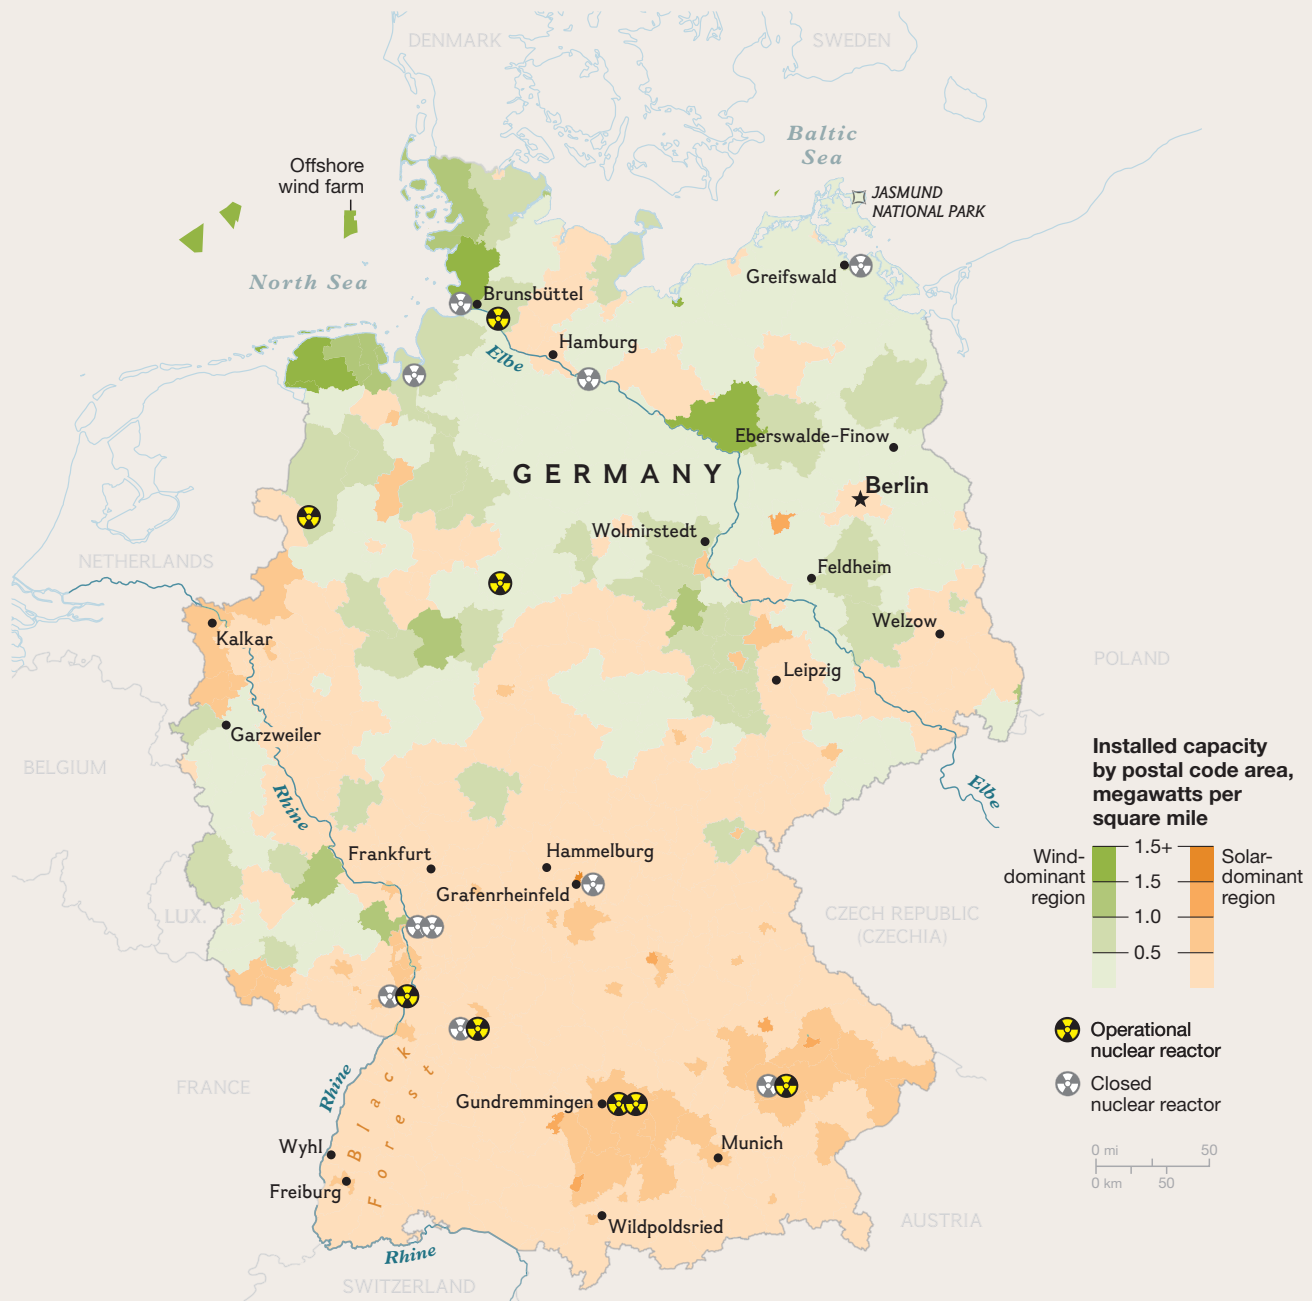 DENMARK
SWEDEN
Baltic
Sea
Offshore
wind farm
JASMUND
NATIONAL PARK
North Sea
Greifswald
Brunsbüttel
Hamburg
Elbe
Eberswalde-Finow
GERMANY
Berlin
Wolmirstedt
NETHERLANDS
Feldheim
Welzow
Kalkar
POLAND
Leipzig
Garzweiler
BELGIUM
Elbe
Rhine
Installed capacity
by postal code area,
megawatts per
square mile
Wind-
dominant
region
1.5+
1.5
1.0
0.5
Solar-
dominant
region
Frankfurt
Hammelburg
Grafenrheinfeld
LUX.
CZECH REPUBLIC
(CZECHIA)
Operational
nuclear reactor
Closed
nuclear reactor
FRANCE
Rhine
Black
Forest
Gundremmingen
Munich
Wyhl
Freiburg
0 mi 50
0 km 50
Wildpoldsried
AUSTRIA
Rhine
SWITZERLAND